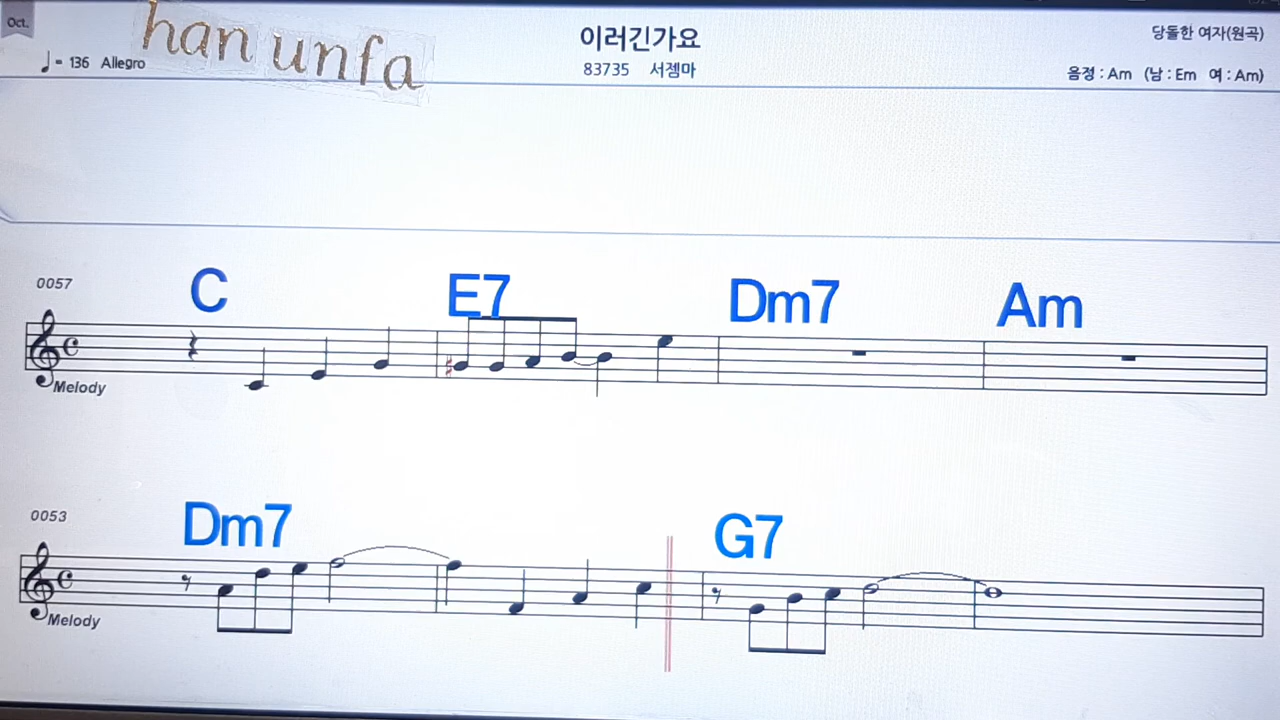 Oct.
han unfa
♩= 136 Allegro
이러긴가요
83735 서젬마
당돌한 여자(원곡)
음정 : Am (남 : Em 여 : Am)
0057
C E7 Dm7 Am
Melody
0053
Dm7 G7
Melody